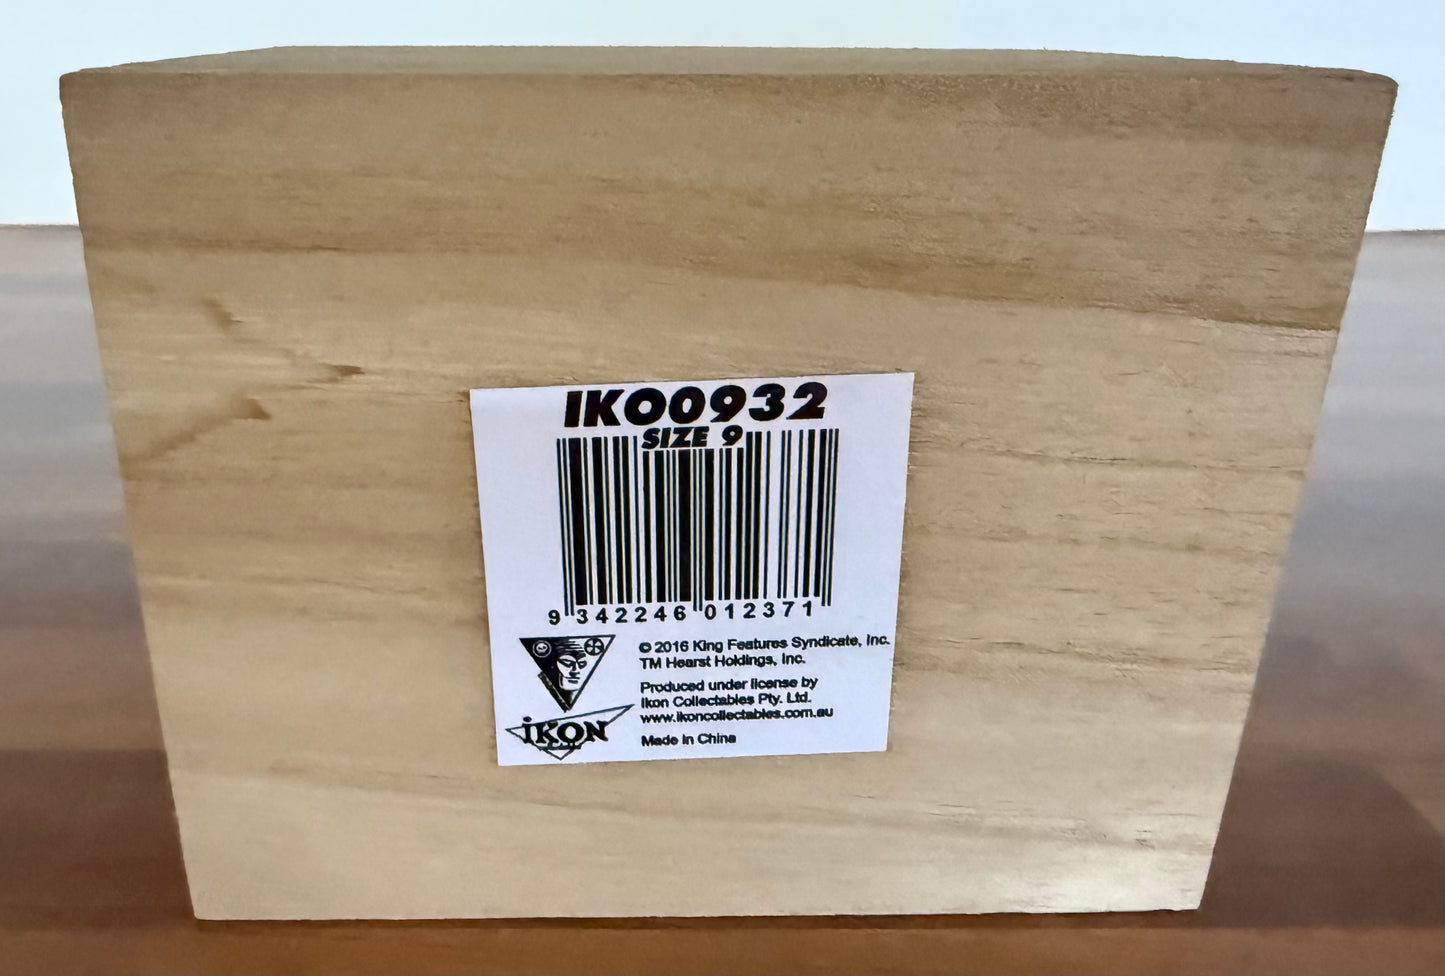 IKO0932
SIZE 9
9 342246 012371
© 2016 King Features Syndicate, Inc.
TM Hearst Holdings, Inc.
Produced under license by
Ikon Collectables Pty. Ltd.
www.ikoncollectables.com.au
Made in China
iKON